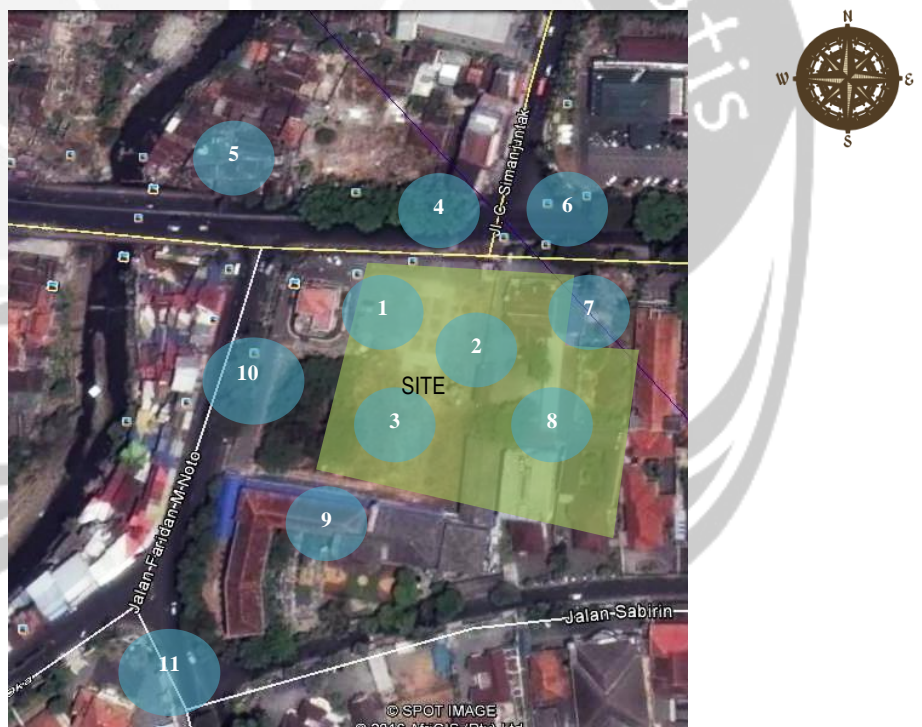 N
W E
S
tis
5
4
6
Jl. C. Simanjuntak
1
7
2
10
SITE
3
8
Jalan-Faridan-M-Noto
9
Jalan Sabirin
11
© SPOT IMAGE